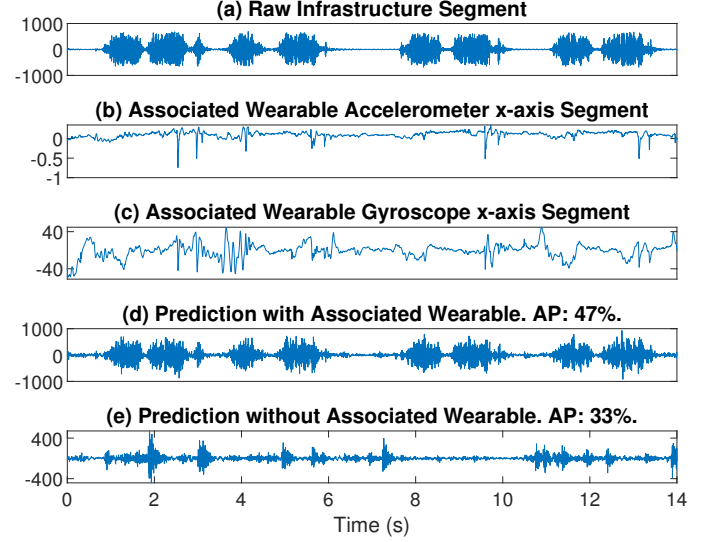 (a) Raw Infrastructure Segment
1000
0
-1000
(b) Associated Wearable Accelerometer x-axis Segment
0
-0.5
-1
(c) Associated Wearable Gyroscope x-axis Segment
40
-40
(d) Prediction with Associated Wearable. AP: 47%.
1000
0
-1000
(e) Prediction without Associated Wearable. AP: 33%.
400
0
-400
0 2 4 6 8 10 12 14
Time (s)